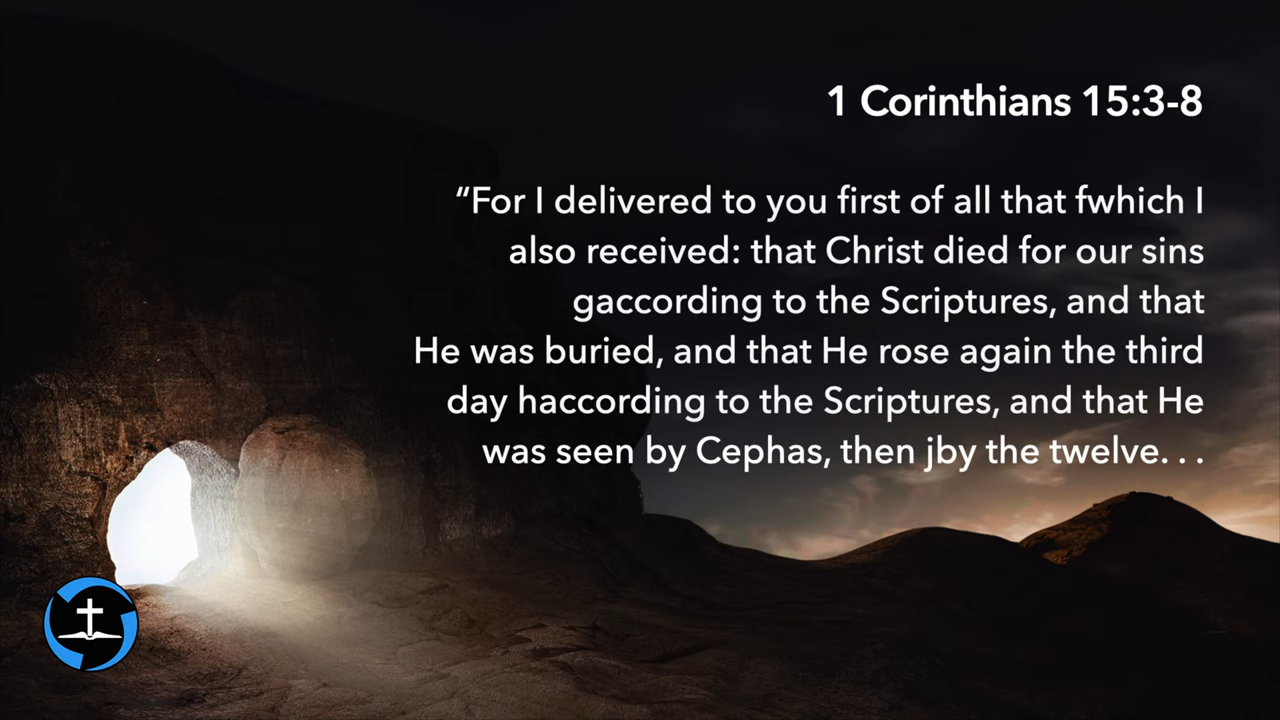 1 Corinthians 15:3-8
“For I delivered to you first of all that fwhich I
also received: that Christ died for our sins
gaccording to the Scriptures, and that
He was buried, and that He rose again the third
day haccording to the Scriptures, and that He
was seen by Cephas, then jby the twelve. . .